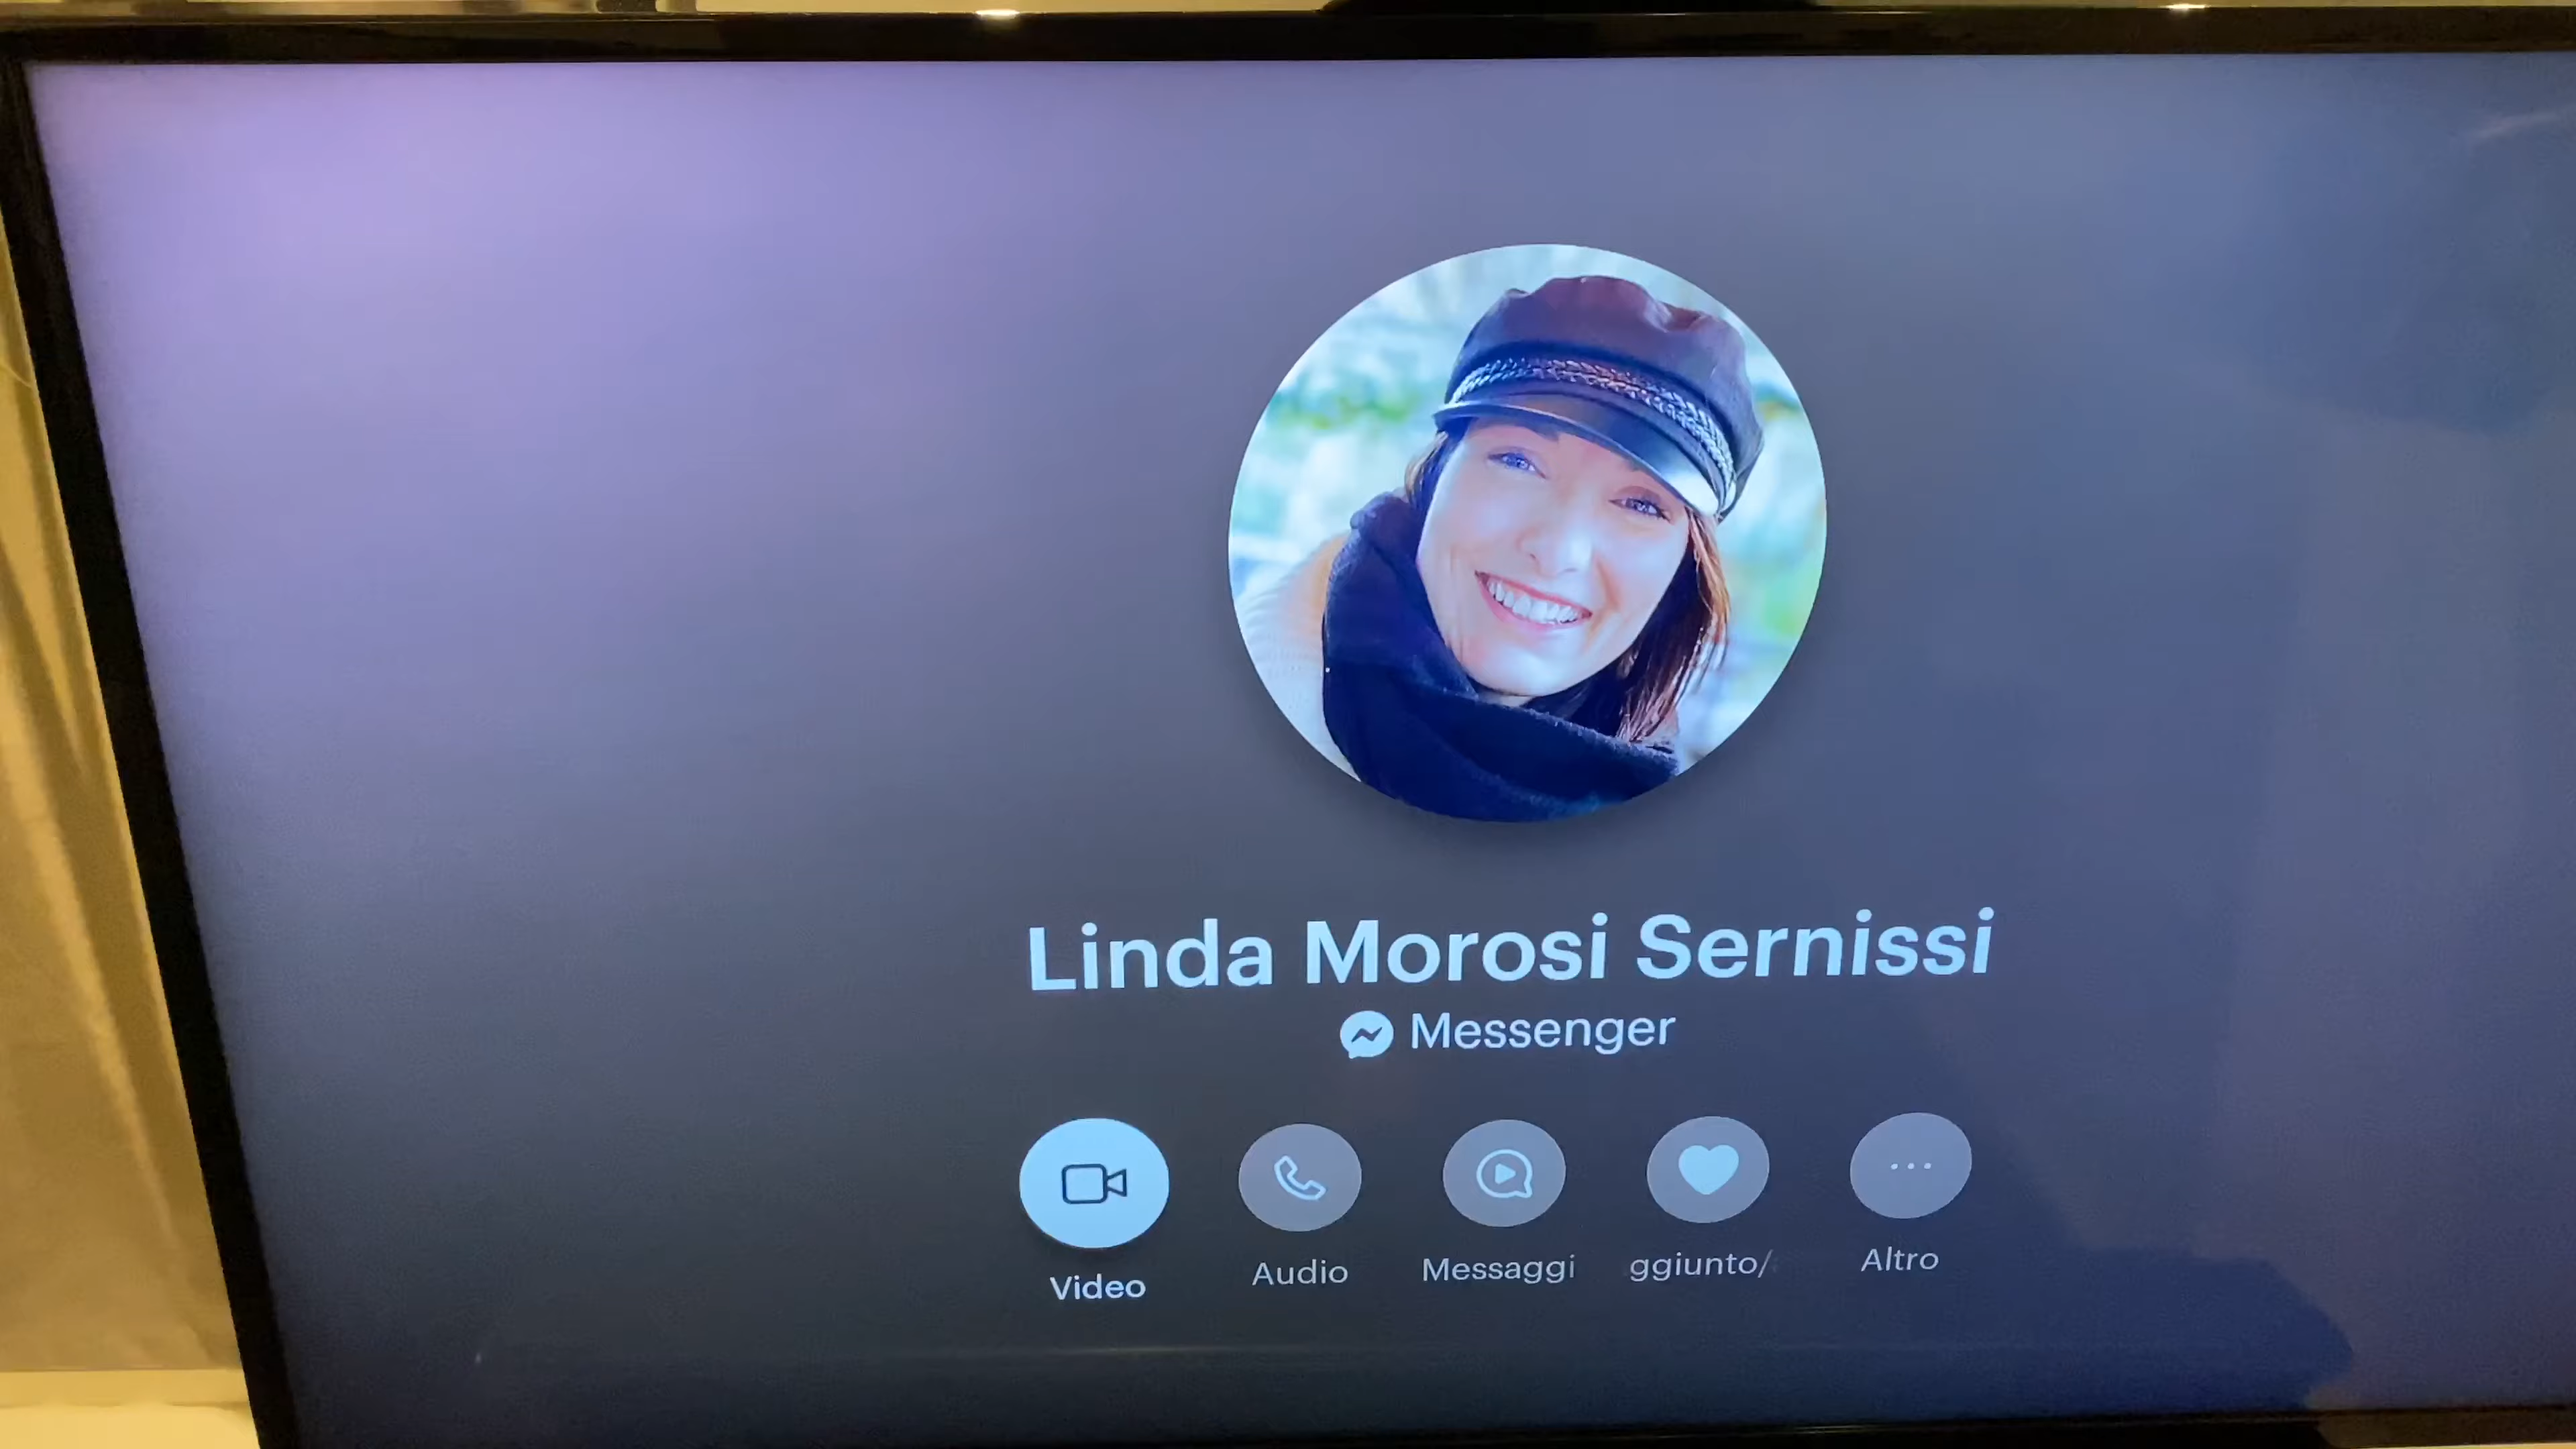 Linda Morosi Sernissi
Messenger
Video
Audio
Messaggi
ggiunto/
Altro